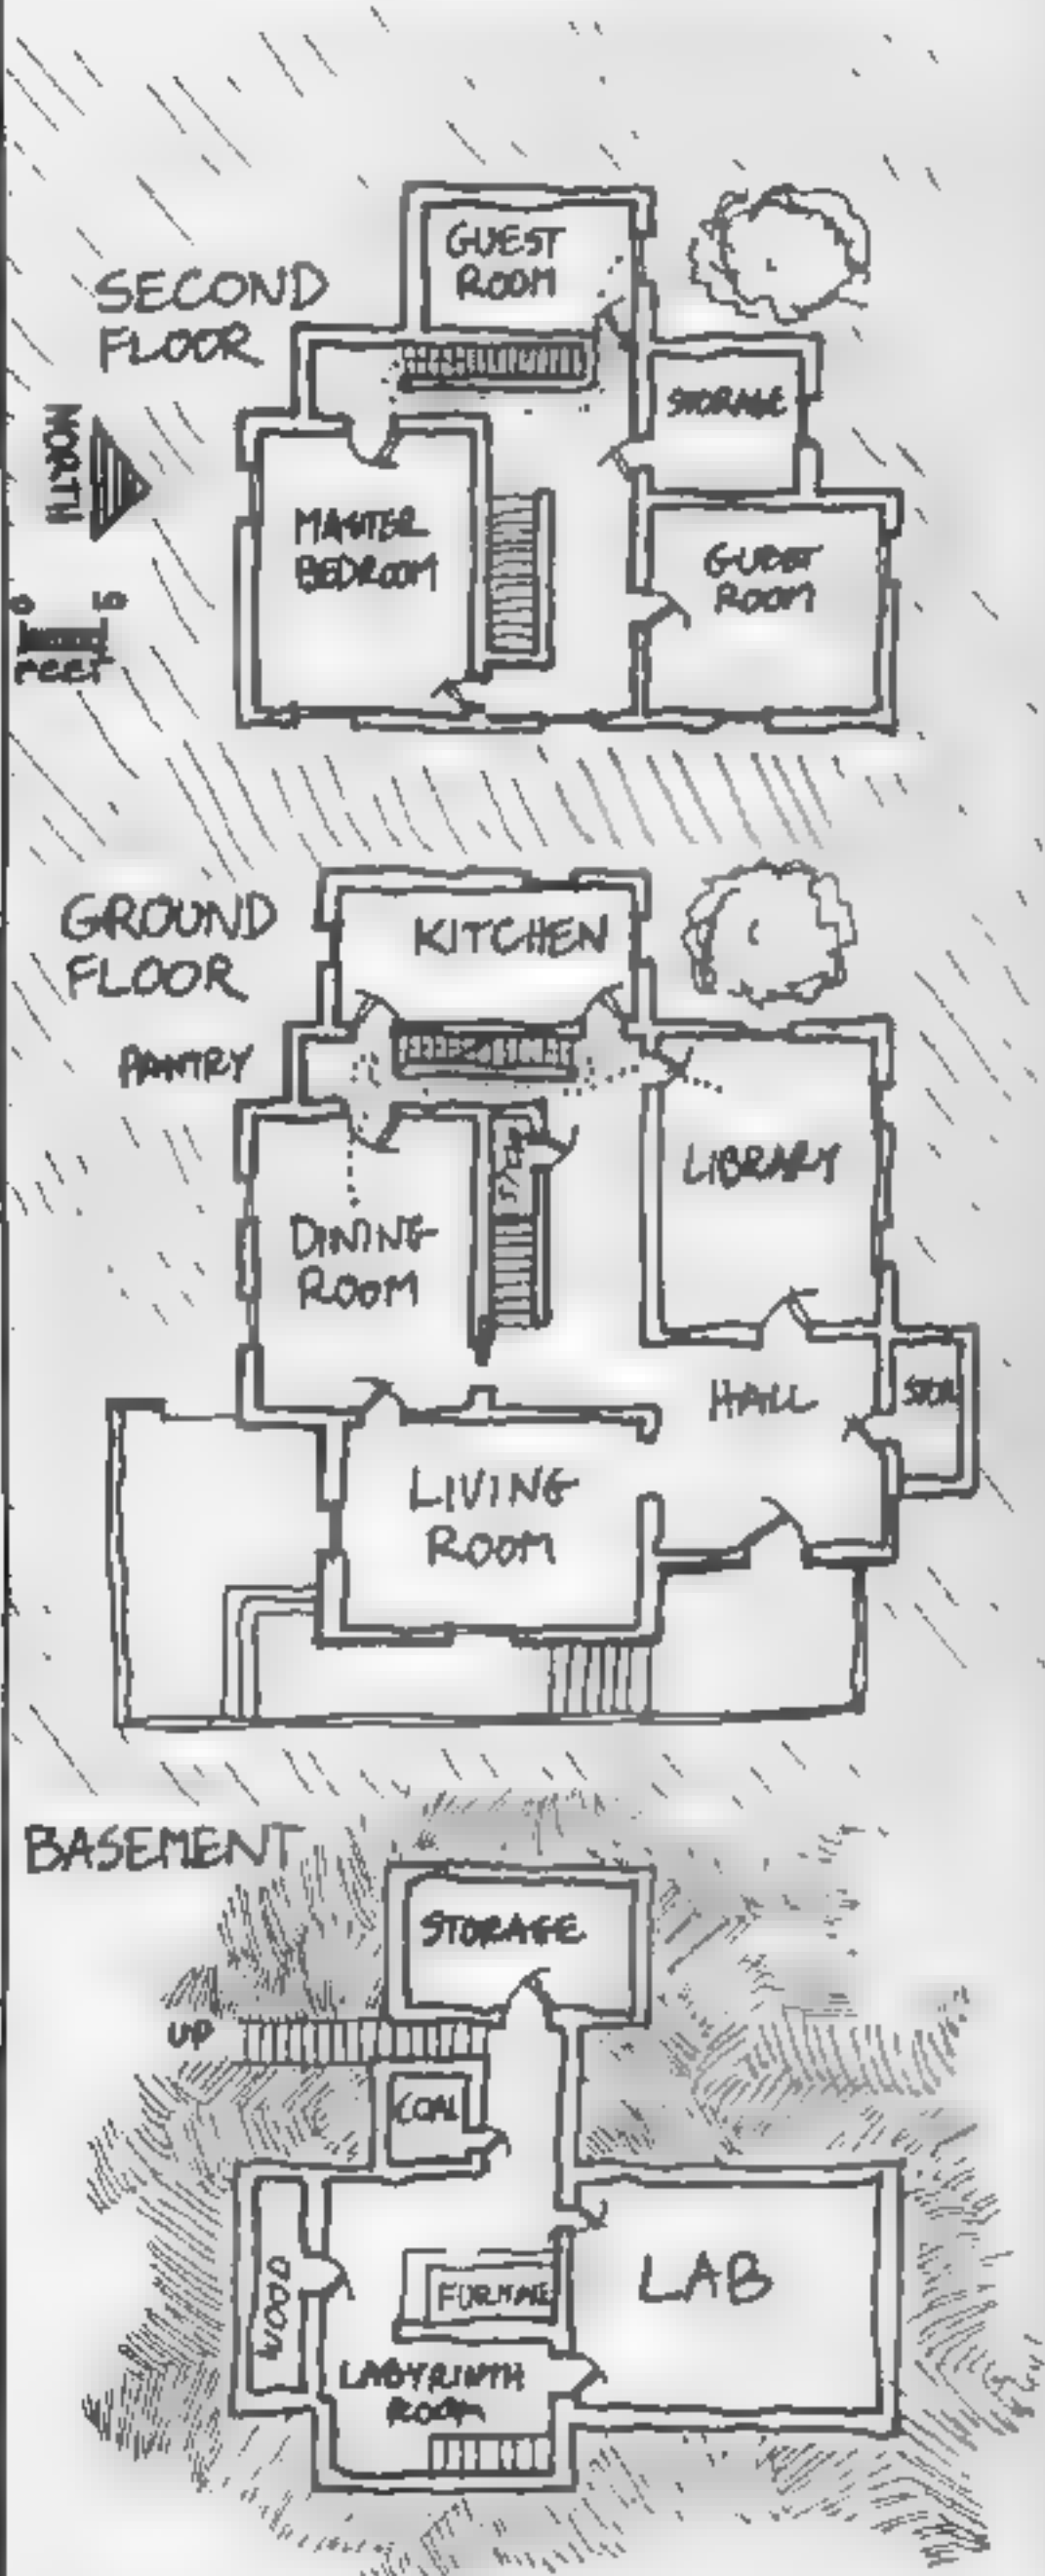 GUEST
ROOM
SECOND
FLOOR
STORAGE
NORTH
MASTER
BEDROOM
GUEST
ROOM
0 10
FEET
GROUND
FLOOR
KITCHEN
PANTRY
LIBRARY
DINING
ROOM
HALL
STOR
LIVING
ROOM
BASEMENT
STORAGE
UP
COAL
WOOD
LAB
FURNACE
LABYRINTH
ROOM